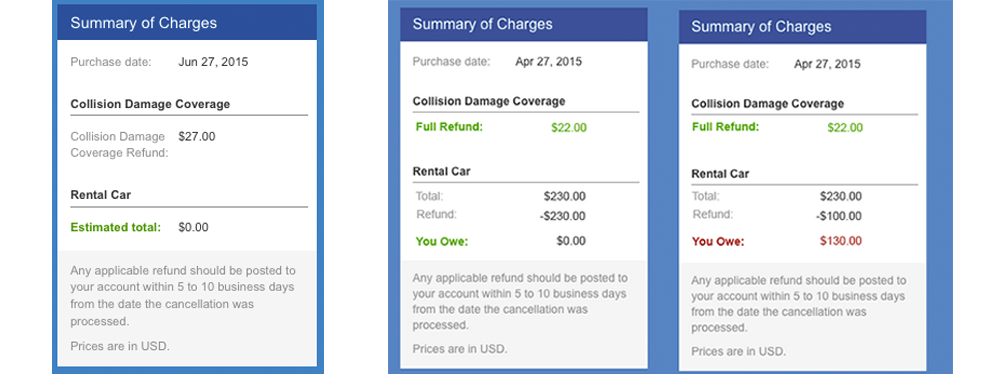 Summary of Charges
Purchase date: Jun 27, 2015
Collision Damage Coverage
Collision Damage $27.00
Coverage Refund:
Rental Car
Estimated total: $0.00
Any applicable refund should be posted to
your account within 5 to 10 business days
from the date the cancellation was
processed.
Prices are in USD.
Summary of Charges
Purchase date: Apr 27, 2015
Collision Damage Coverage
Full Refund: $22.00
Rental Car
Total: $230.00
Refund: -$230.00
You Owe: $0.00
Any applicable refund should be posted to
your account within 5 to 10 business days
from the date the cancellation was
processed.
Prices are in USD.
Summary of Charges
Purchase date: Apr 27, 2015
Collision Damage Coverage
Full Refund: $22.00
Rental Car
Total: $230.00
Refund: -$100.00
You Owe: $130.00
Any applicable refund should be posted to
your account within 5 to 10 business days
from the date the cancellation was
processed.
Prices are in USD.